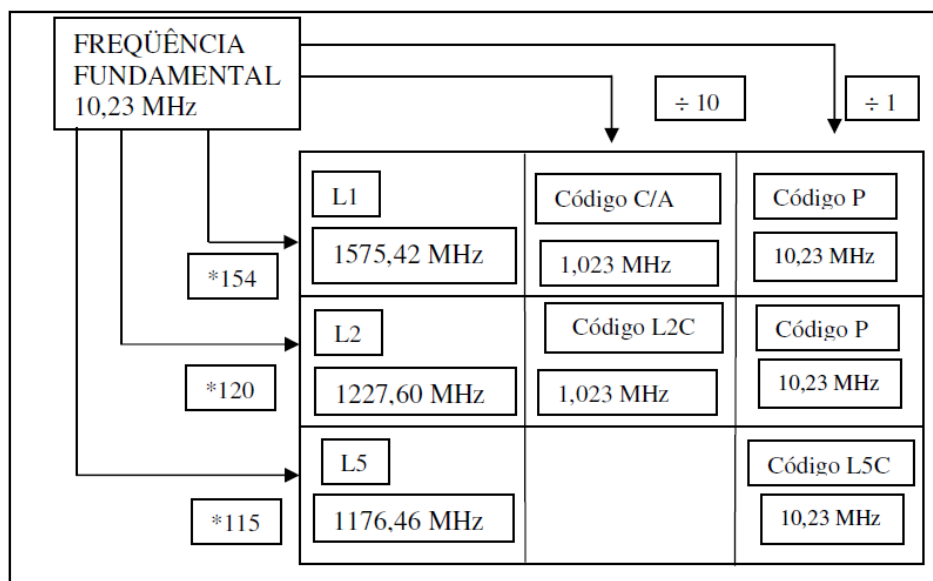 FREQÜÊNCIA
FUNDAMENTAL
10,23 MHz
÷ 10
÷ 1
L1
Código C/A
Código P
1575,42 MHz
1,023 MHz
10,23 MHz
*154
L2
Código L2C
Código P
1227,60 MHz
1,023 MHz
10,23 MHz
*120
L5
Código L5C
1176,46 MHz
10,23 MHz
*115